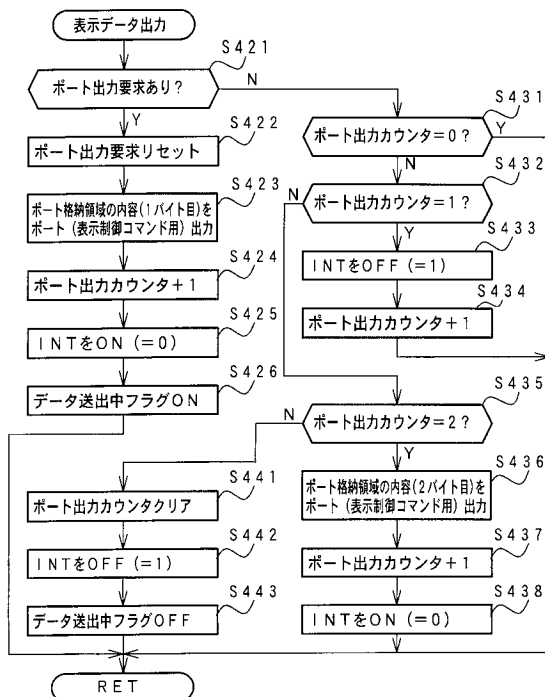 表示データ出力
S421
ポート出力要求あり?
N
Y
S422
ポート出力要求リセット
S423
ポート格納領域の内容(1バイト目)を
ポート(表示制御コマンド用)出力
S424
ポート出力カウンタ+1
S425
INTをON(=0)
S426
データ送出中フラグON
S431
ポート出力カウンタ=0?
Y
N
S432
ポート出力カウンタ=1?
N
Y
S433
INTをOFF(=1)
S434
ポート出力カウンタ+1
S435
ポート出力カウンタ=2?
N
Y
S436
ポート格納領域の内容(2バイト目)を
ポート(表示制御コマンド用)出力
S437
ポート出力カウンタ+1
S438
INTをON(=0)
S441
ポート出力カウンタクリア
S442
INTをOFF(=1)
S443
データ送出中フラグOFF
RET